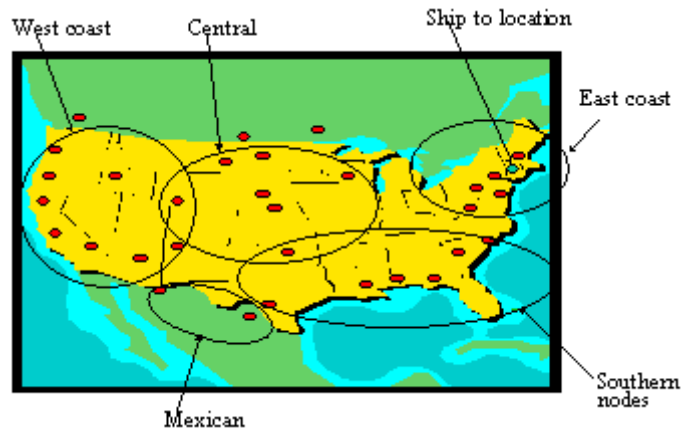 Ship to location
West coast
Central
East coast
Southern
nodes
Mexican